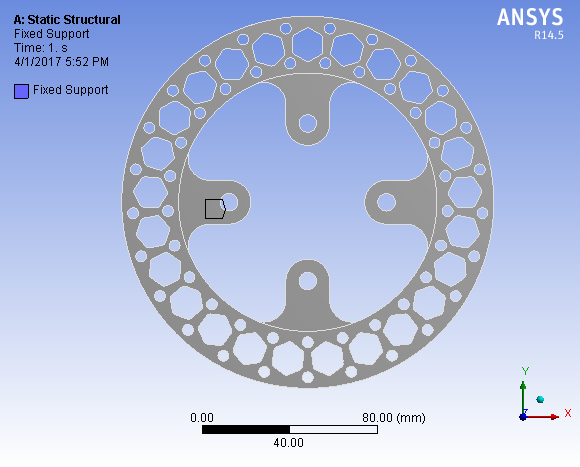 A: Static Structural
Fixed Support
Time: 1. s
4/1/2017 5:52 PM
Fixed Support
ANSYS
R14.5
0.00
80.00 (mm)
40.00
Y
Z
X